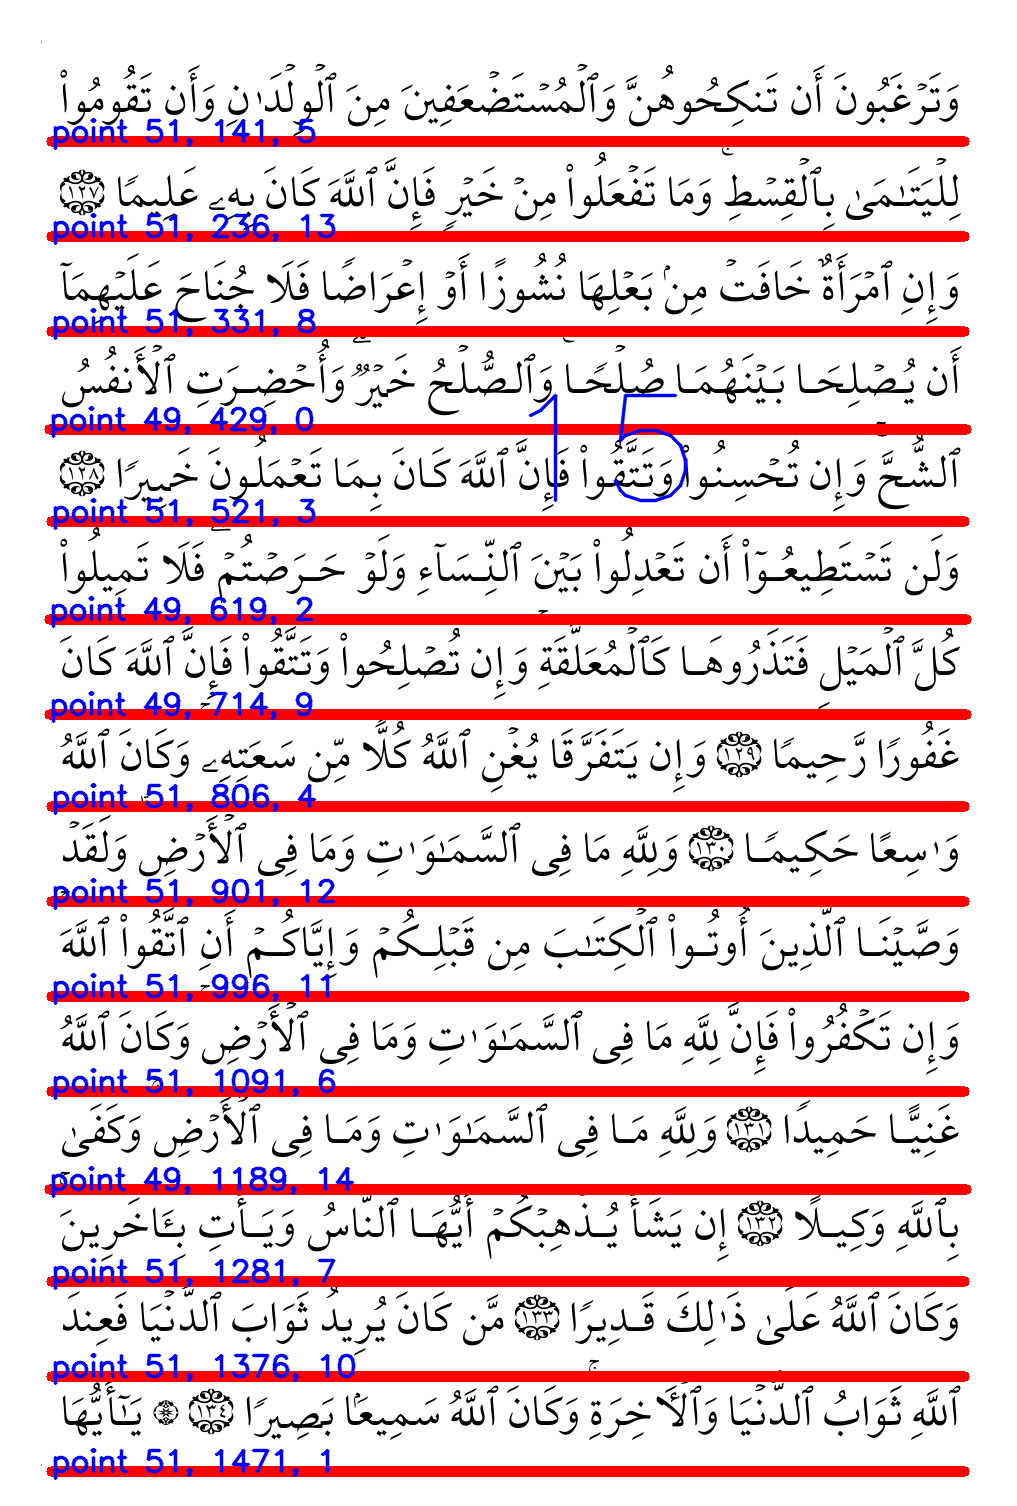 وَتَرۡغَبُونَ أَن تَنكِحُوهُنَّ وَٱلۡمُسۡتَضۡعَفِينَ مِنَ ٱلۡوِلۡدَٰنِ وَأَن تَقُومُواْ
point 51, 141, 5
لِلۡيَتَٰمَىٰ بِٱلۡقِسۡطِۚ وَمَا تَفۡعَلُواْ مِنۡ خَيۡرٖ فَإِنَّ ٱللَّهَ كَانَ بِهِۦ عَلِيمٗا ١٢٧
point 51, 236, 13
وَإِنِ ٱمۡرَأَةٌ خَافَتۡ مِنۢ بَعۡلِهَا نُشُوزًا أَوۡ إِعۡرَاضٗا فَلَا جُنَاحَ عَلَيۡهِمَآ
point 51, 331, 8
أَن يُصۡلِحَا بَيۡنَهُمَا صُلۡحٗاۚ وَٱلصُّلۡحُ خَيۡرٞۗ وَأُحۡضِرَتِ ٱلۡأَنفُسُ
15
point 49, 429, 0
ٱلشُّحَّۚ وَإِن تُحۡسِنُواْ وَتَتَّقُواْ فَإِنَّ ٱللَّهَ كَانَ بِمَا تَعۡمَلُونَ خَبِيرٗا ١٢٨
point 51, 521, 3
وَلَن تَسۡتَطِيعُوٓاْ أَن تَعۡدِلُواْ بَيۡنَ ٱلنِّسَآءِ وَلَوۡ حَرَصۡتُمۡۖ فَلَا تَمِيلُواْ
point 49, 619, 2
كُلَّ ٱلۡمَيۡلِ فَتَذَرُوهَا كَٱلۡمُعَلَّقَةِۚ وَإِن تُصۡلِحُواْ وَتَتَّقُواْ فَإِنَّ ٱللَّهَ كَانَ
point 49, 714, 9
غَفُورٗا رَّحِيمٗا ١٢٩ وَإِن يَتَفَرَّقَا يُغۡنِ ٱللَّهُ كُلّٗا مِّن سَعَتِهِۦۚ وَكَانَ ٱللَّهُ
point 51, 806, 4
وَٰسِعًا حَكِيمٗا ١٣٠ وَلِلَّهِ مَا فِي ٱلسَّمَٰوَٰتِ وَمَا فِي ٱلۡأَرۡضِۗ وَلَقَدۡ
point 51, 901, 12
وَصَّيۡنَا ٱلَّذِينَ أُوتُواْ ٱلۡكِتَٰبَ مِن قَبۡلِكُمۡ وَإِيَّاكُمۡ أَنِ ٱتَّقُواْ ٱللَّهَۚ
point 51, 996, 11
وَإِن تَكۡفُرُواْ فَإِنَّ لِلَّهِ مَا فِي ٱلسَّمَٰوَٰتِ وَمَا فِي ٱلۡأَرۡضِۚ وَكَانَ ٱللَّهُ
point 51, 1091, 6
غَنِيًّا حَمِيدٗا ١٣١ وَلِلَّهِ مَا فِي ٱلسَّمَٰوَٰتِ وَمَا فِي ٱلۡأَرۡضِۚ وَكَفَىٰ
point 49, 1189, 14
بِٱللَّهِ وَكِيلًا ١٣٢ إِن يَشَأۡ يُذۡهِبۡكُمۡ أَيُّهَا ٱلنَّاسُ وَيَأۡتِ بِـَٔاخَرِينَۚ
point 51, 1281, 7
وَكَانَ ٱللَّهُ عَلَىٰ ذَٰلِكَ قَدِيرٗا ١٣٣ مَّن كَانَ يُرِيدُ ثَوَابَ ٱلدُّنۡيَا فَعِندَ
point 51, 1376, 10
ٱللَّهِ ثَوَابُ ٱلدُّنۡيَا وَٱلۡأٓخِرَةِۚ وَكَانَ ٱللَّهُ سَمِيعَۢا بَصِيرٗا ١٣٤ ۞ يَٰٓأَيُّهَا
point 51, 1471, 1